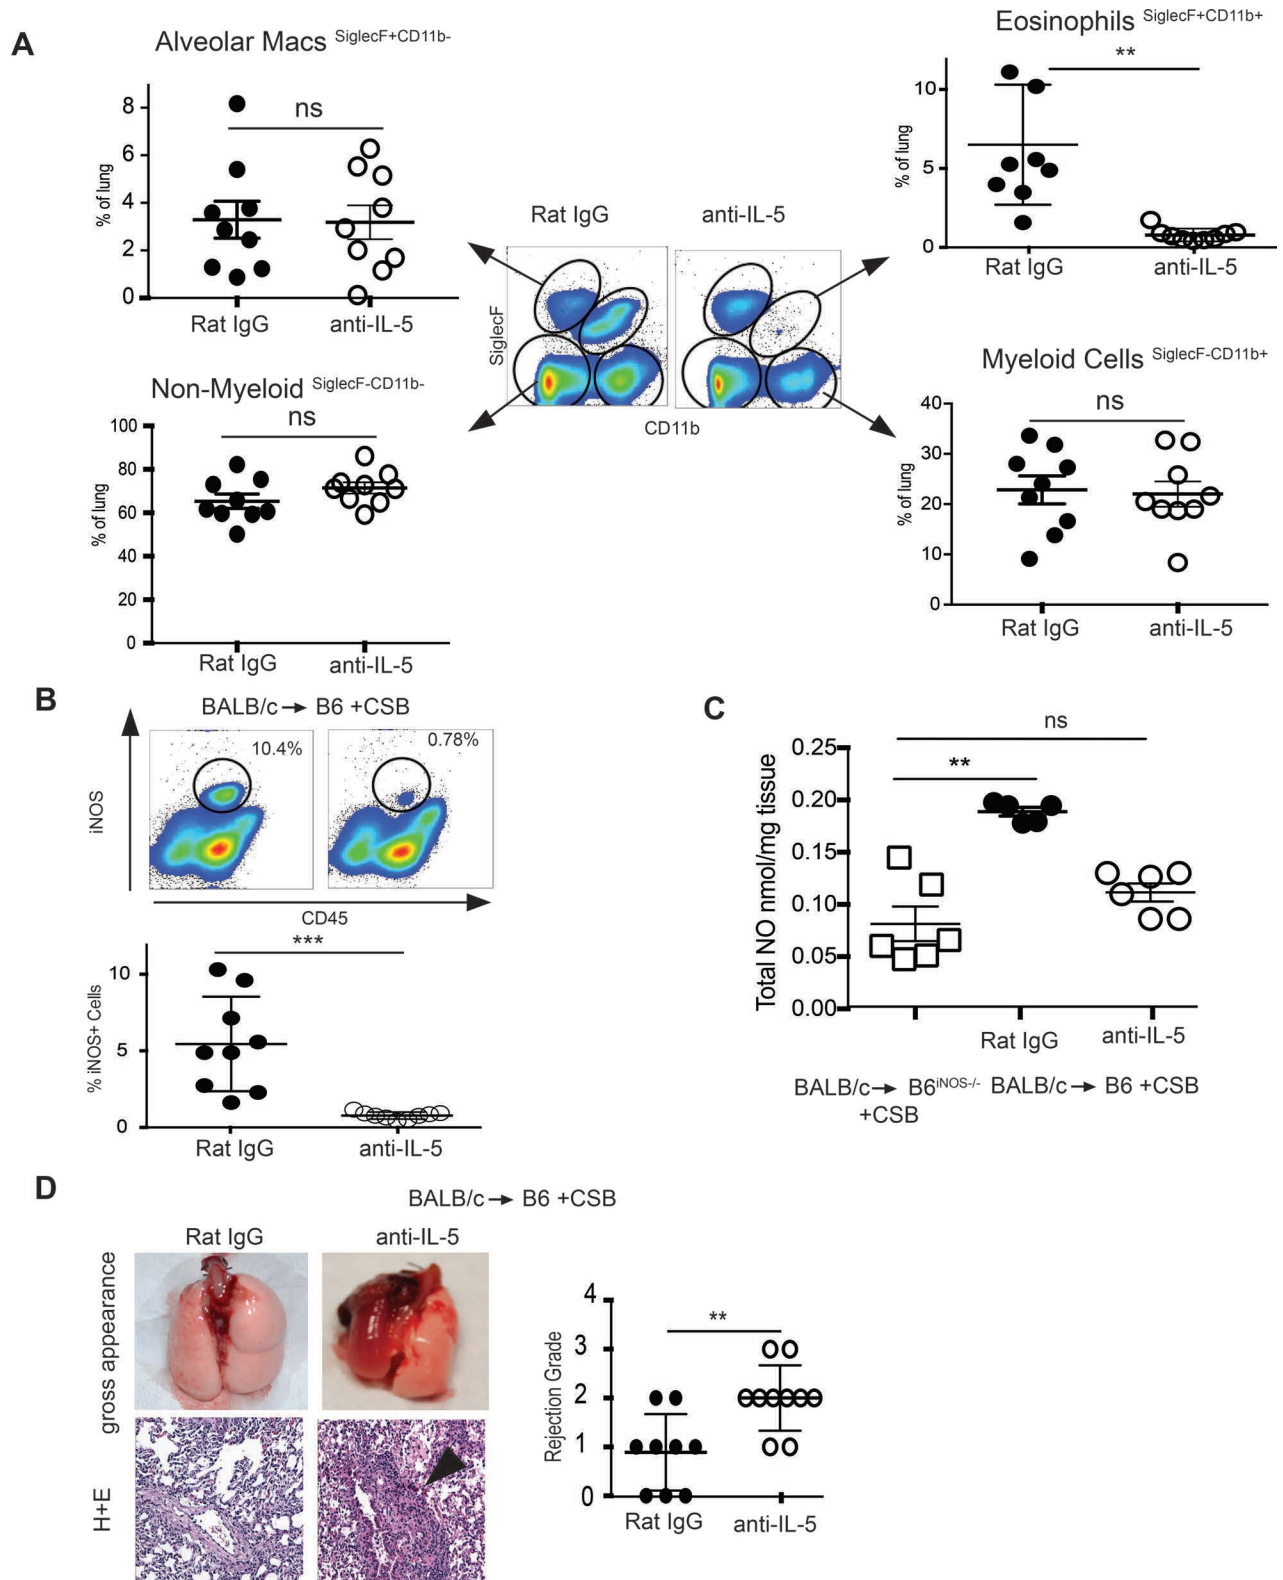 A
Alveolar Macs SiglecF+CD11b-
% of lung
8
6
4
2
0
ns
Rat IgG
anti-IL-5
Eosinophils SiglecF+CD11b+
% of lung
10
5
0
**
Rat IgG
anti-IL-5
Rat IgG
anti-IL-5
SiglecF
CD11b
Non-Myeloid SiglecF-CD11b-
% of lung
100
80
60
40
20
0
ns
Rat IgG
anti-IL-5
Myeloid Cells SiglecF-CD11b+
% of lung
40
30
20
10
0
ns
Rat IgG
anti-IL-5
B
BALB/c→ B6 +CSB
10.4%
0.78%
iNOS
CD45
***
% iNOS+ Cells
10
5
0
Rat IgG
anti-IL-5
C
ns
**
Total NO nmol/mg tissue
0.25
0.20
0.15
0.10
0.05
0.00
Rat IgG
anti-IL-5
BALB/c→ B6iNOS-/-
+CSB
BALB/c→ B6 +CSB
D
BALB/c→ B6 +CSB
Rat IgG
anti-IL-5
gross appearance
H+E
Rejection Grade
4
3
2
1
0
**
Rat IgG
anti-IL-5